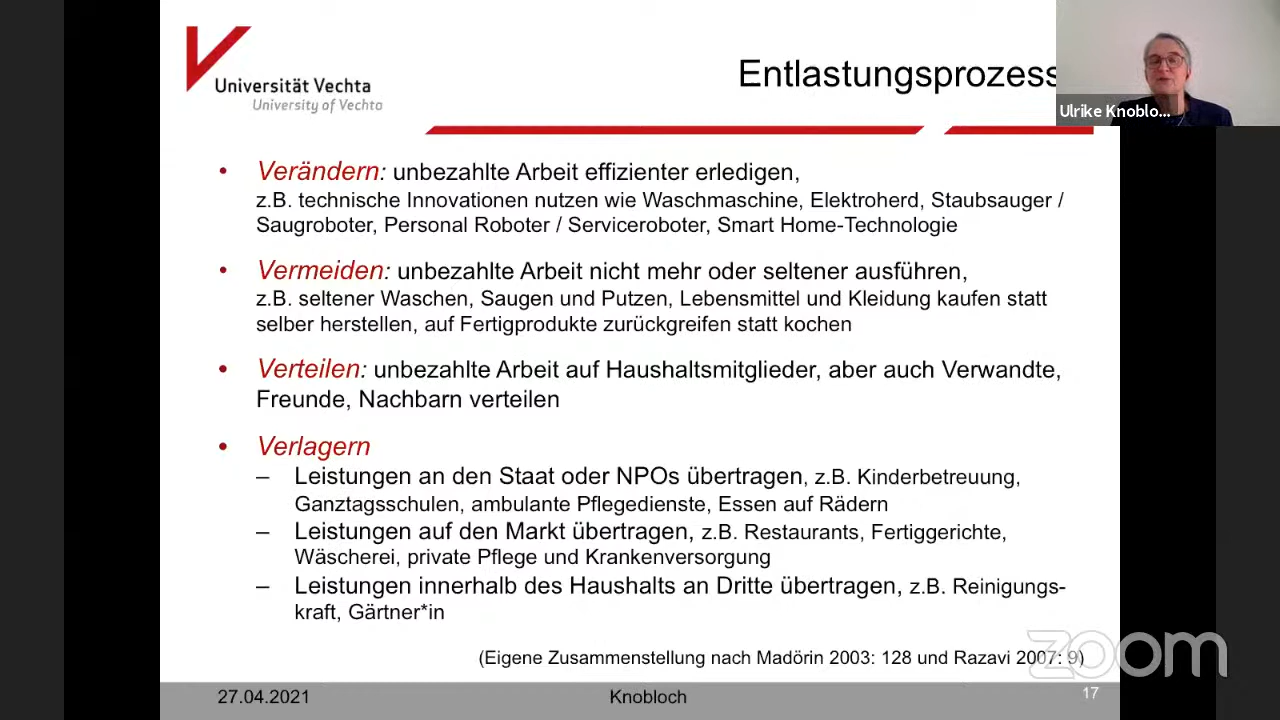 Universität Vechta
University of Vechta
Entlastungsprozess
Ulrike Knoblo...
• Verändern: unbezahlte Arbeit effizienter erledigen,
z.B. technische Innovationen nutzen wie Waschmaschine, Elektroherd, Staubsauger /
Saugroboter, Personal Roboter / Serviceroboter, Smart Home-Technologie
• Vermeiden: unbezahlte Arbeit nicht mehr oder seltener ausführen,
z.B. seltener Waschen, Saugen und Putzen, Lebensmittel und Kleidung kaufen statt
selber herstellen, auf Fertigprodukte zurückgreifen statt kochen
• Verteilen: unbezahlte Arbeit auf Haushaltsmitglieder, aber auch Verwandte,
Freunde, Nachbarn verteilen
• Verlagern
– Leistungen an den Staat oder NPOs übertragen, z.B. Kinderbetreuung,
Ganztagsschulen, ambulante Pflegedienste, Essen auf Rädern
– Leistungen auf den Markt übertragen, z.B. Restaurants, Fertiggerichte,
Wäscherei, private Pflege und Krankenversorgung
– Leistungen innerhalb des Haushalts an Dritte übertragen, z.B. Reinigungs-
kraft, Gärtner*in
(Eigene Zusammenstellung nach Madörin 2003: 128 und Razavi 2007: 9)
zoom
27.04.2021
Knobloch
17